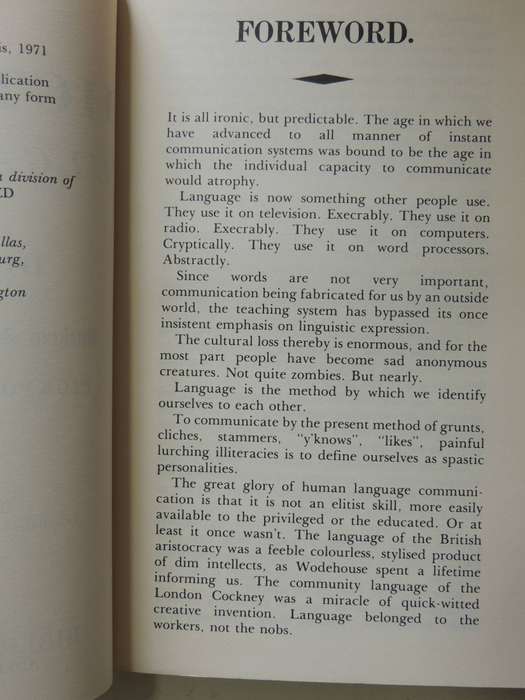 is, 1971
lication
any form
a division of
ED
llas,
urg,
gton
FOREWORD.
It is all ironic, but predictable. The age in which we
have advanced to all manner of instant
communication systems was bound to be the age in
which the individual capacity to communicate
would atrophy.
Language is now something other people use.
They use it on television. Execrably. They use it on
radio. Execrably. They use it on computers.
Cryptically. They use it on word processors.
Abstractly.
Since words are not very important,
communication being fabricated for us by an outside
world, the teaching system has bypassed its once
insistent emphasis on linguistic expression.
The cultural loss thereby is enormous, and for the
most part people have become sad anonymous
creatures. Not quite zombies. But nearly.
Language is the method by which we identify
ourselves to each other.
To communicate by the present method of grunts,
cliches, stammers, "y'knows", "likes", painful
lurching illiteracies is to define ourselves as spastic
personalities.
The great glory of human language communi-
cation is that it is not an elitist skill, more easily
available to the privileged or the educated. Or at
least it once wasn't. The language of the British
aristocracy was a feeble colourless, stylised product
of dim intellects, as Wodehouse spent a lifetime
informing us. The community language of the
London Cockney was a miracle of quick-witted
creative invention. Language belonged to the
workers, not the nobs.